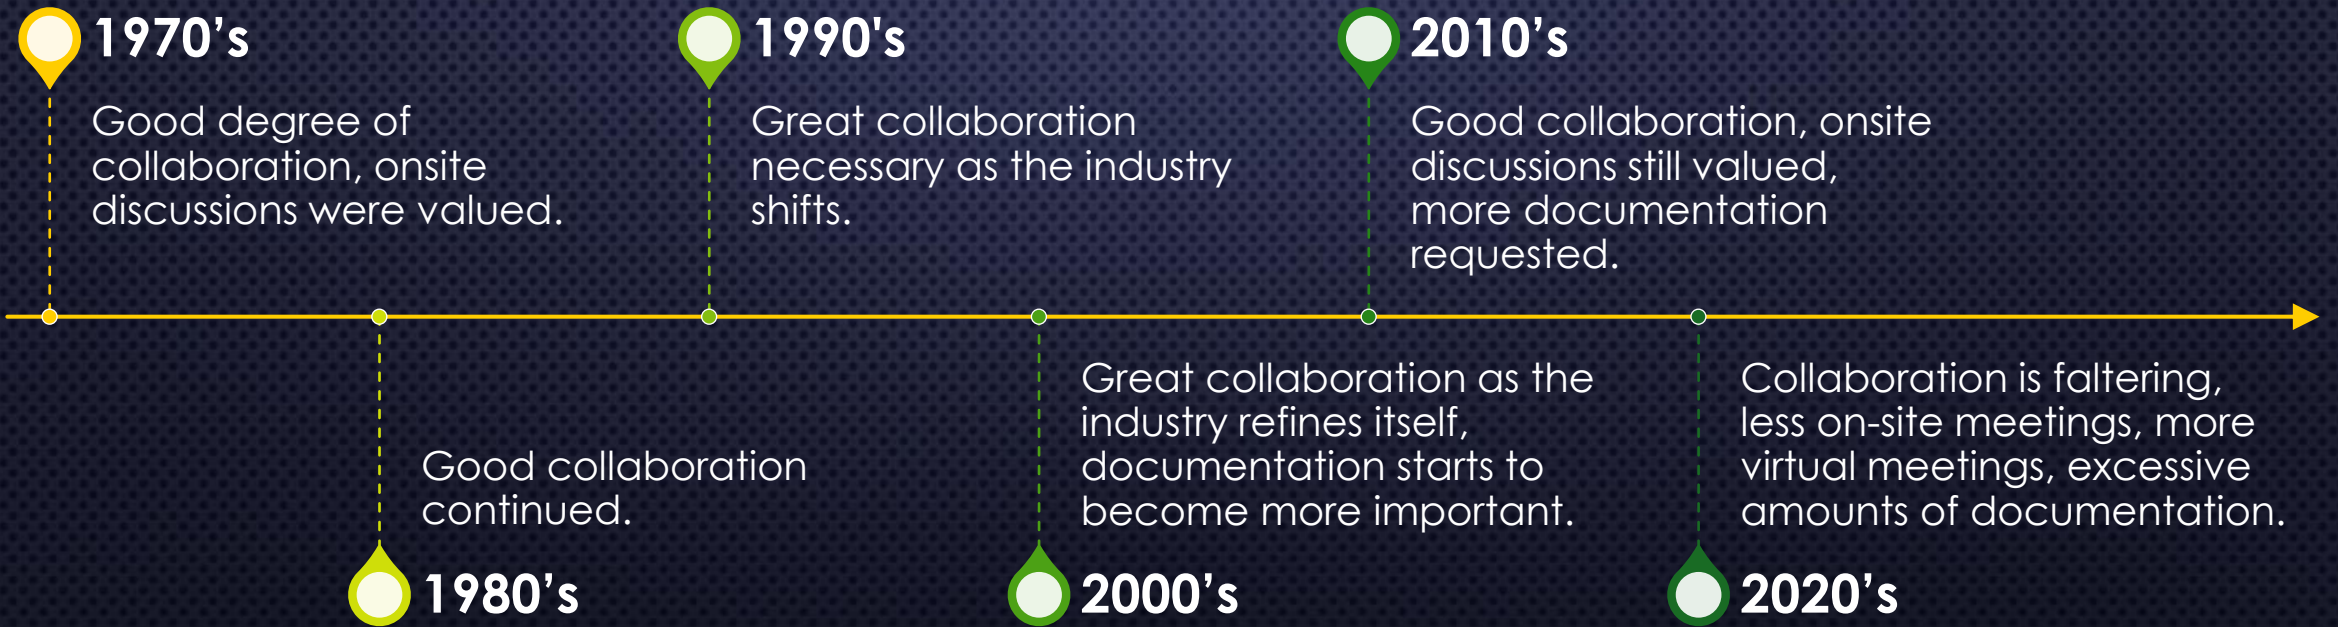 1970’s
Good degree of
collaboration, onsite
discussions were valued.
1990's
Great collaboration
necessary as the industry
shifts.
2010’s
Good collaboration, onsite
discussions still valued,
more documentation
requested.
Good collaboration
continued.
1980’s
Great collaboration as the
industry refines itself,
documentation starts to
become more important.
2000’s
Collaboration is faltering,
less on-site meetings, more
virtual meetings, excessive
amounts of documentation.
2020’s